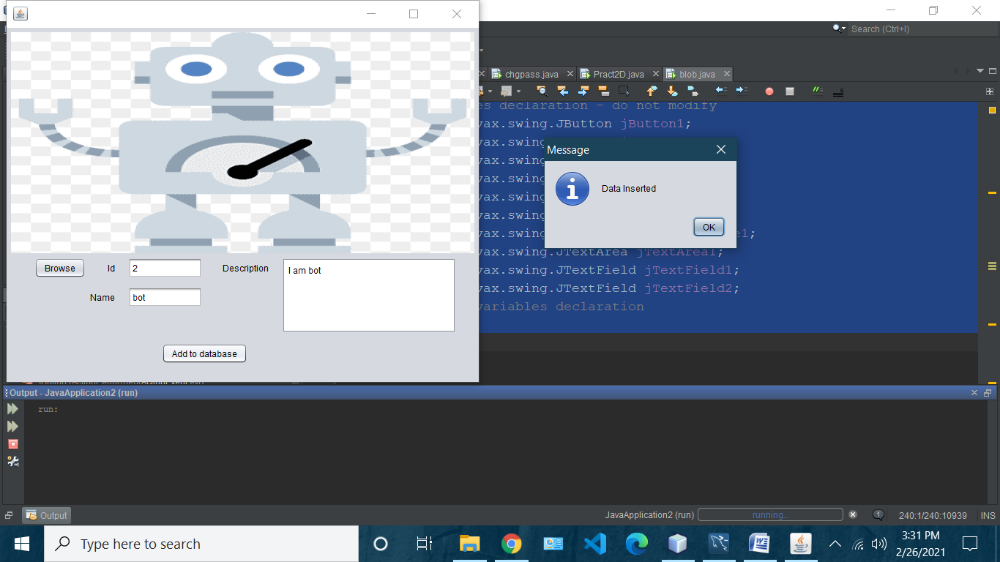 Search (Ctrl+I)
chgpass.java
Pract2D.java
blob.java
es declaration - do not modify
vax.swing.JButton jButton1;
vax.swing
vax.swing
vax.swing
vax.swing
vax.swing
vax.swing
e1;
vax.swing.JTextArea jTextArea1;
vax.swing.JTextField jTextField1;
vax.swing.JTextField jTextField2;
variables declaration
Message
Data Inserted
OK
Browse
Id
2
Description
I am bot
Name
bot
Add to database
Output - JavaApplication2 (run)
run:
Output
JavaApplication2 (run)
running...
1
240:1/240:10939
INS
Type here to search
3:31 PM
2/26/2021